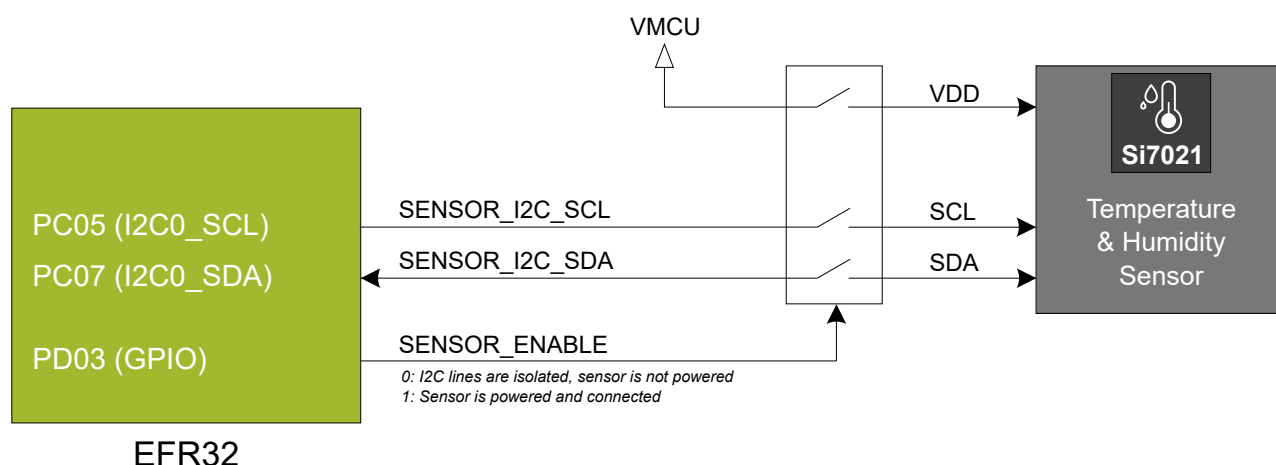 VMCU
VDD
Si7021
PC05 (I2C0_SCL)
SENSOR_I2C_SCL
SCL
Temperature
& Humidity
Sensor
PC07 (I2C0_SDA)
SENSOR_I2C_SDA
SDA
PD03 (GPIO)
SENSOR_ENABLE
0: I2C lines are isolated, sensor is not powered
1: Sensor is powered and connected
EFR32